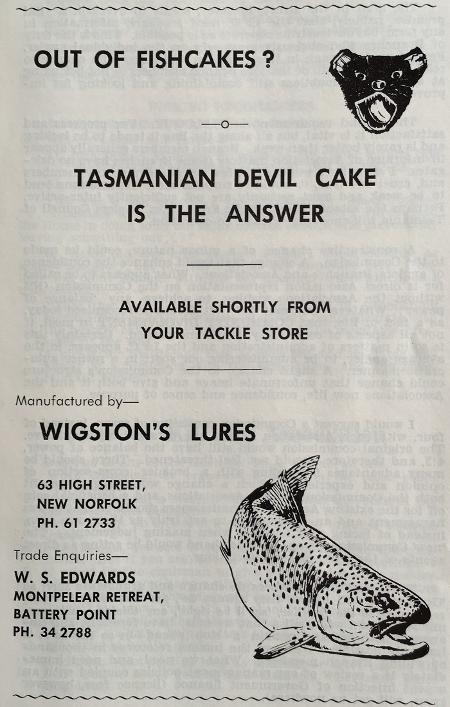 OUT OF FISHCAKES?
TASMANIAN DEVIL CAKE
IS THE ANSWER
AVAILABLE SHORTLY FROM
YOUR TACKLE STORE
Manufactured by—
WIGSTON'S LURES
63 HIGH STREET,
NEW NORFOLK
PH. 61 2733
Trade Enquiries—
W. S. EDWARDS
MONTPELEAR RETREAT,
BATTERY POINT
PH. 34 2788